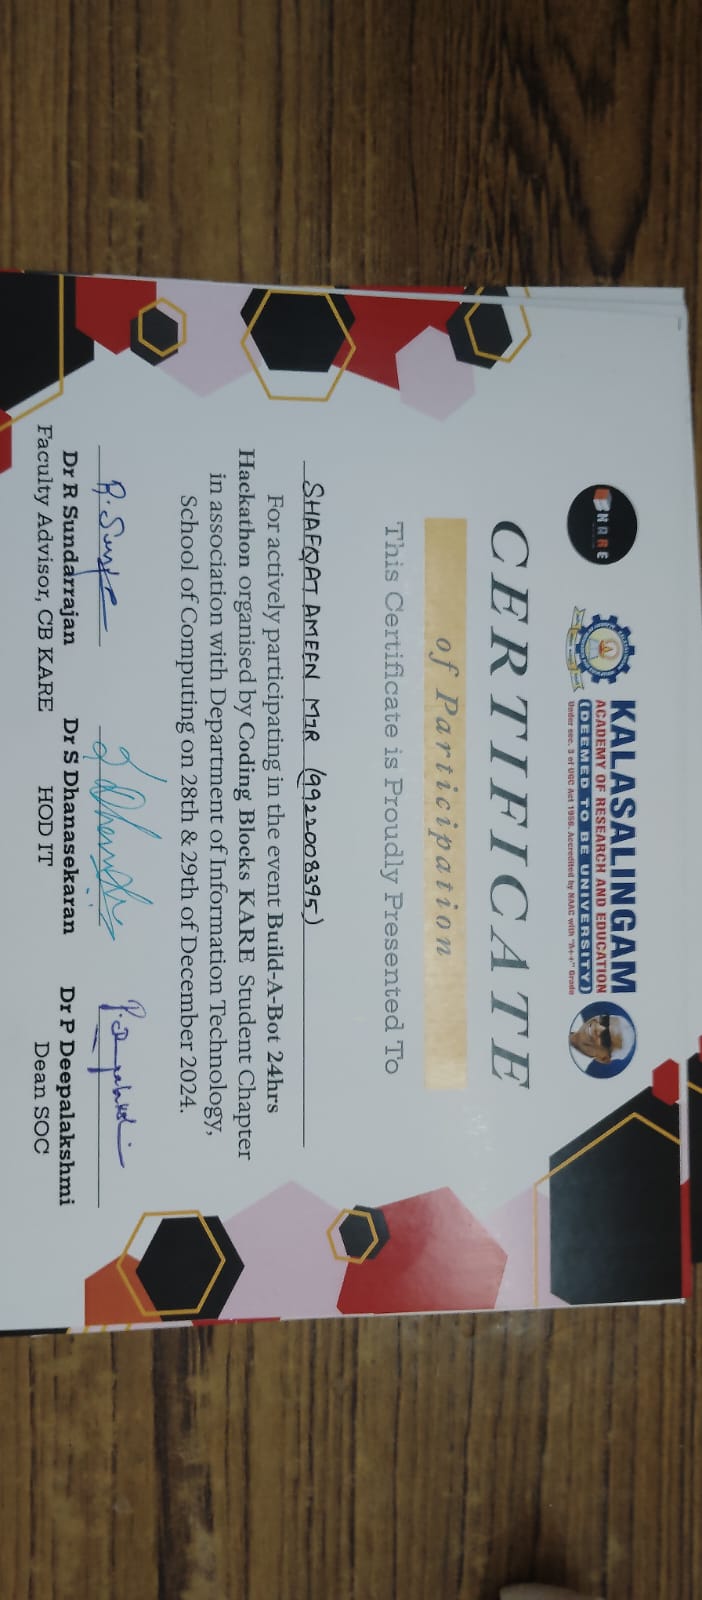 KALASALINGAM
ACADEMY OF RESEARCH AND EDUCATION
(DEEMED TO BE UNIVERSITY)
Under sec. 3 of UGC Act 1956. Accredited by NAAC with "A++" Grade
CERTIFICATE
of Participation
This Certificate is Proudly Presented To
SHAFQAT AMEEN MIR (9922008395)
For actively participating in the event Build-A-Bot 24hrs
Hackathon organised by Coding Blocks KARE Student Chapter
in association with Department of Information Technology,
School of Computing on 28th & 29th of December 2024.
Dr R Sundarrajan
Faculty Advisor, CB KARE
Dr S Dhanasekaran
HOD IT
Dr P Deepalakshmi
Dean SOC